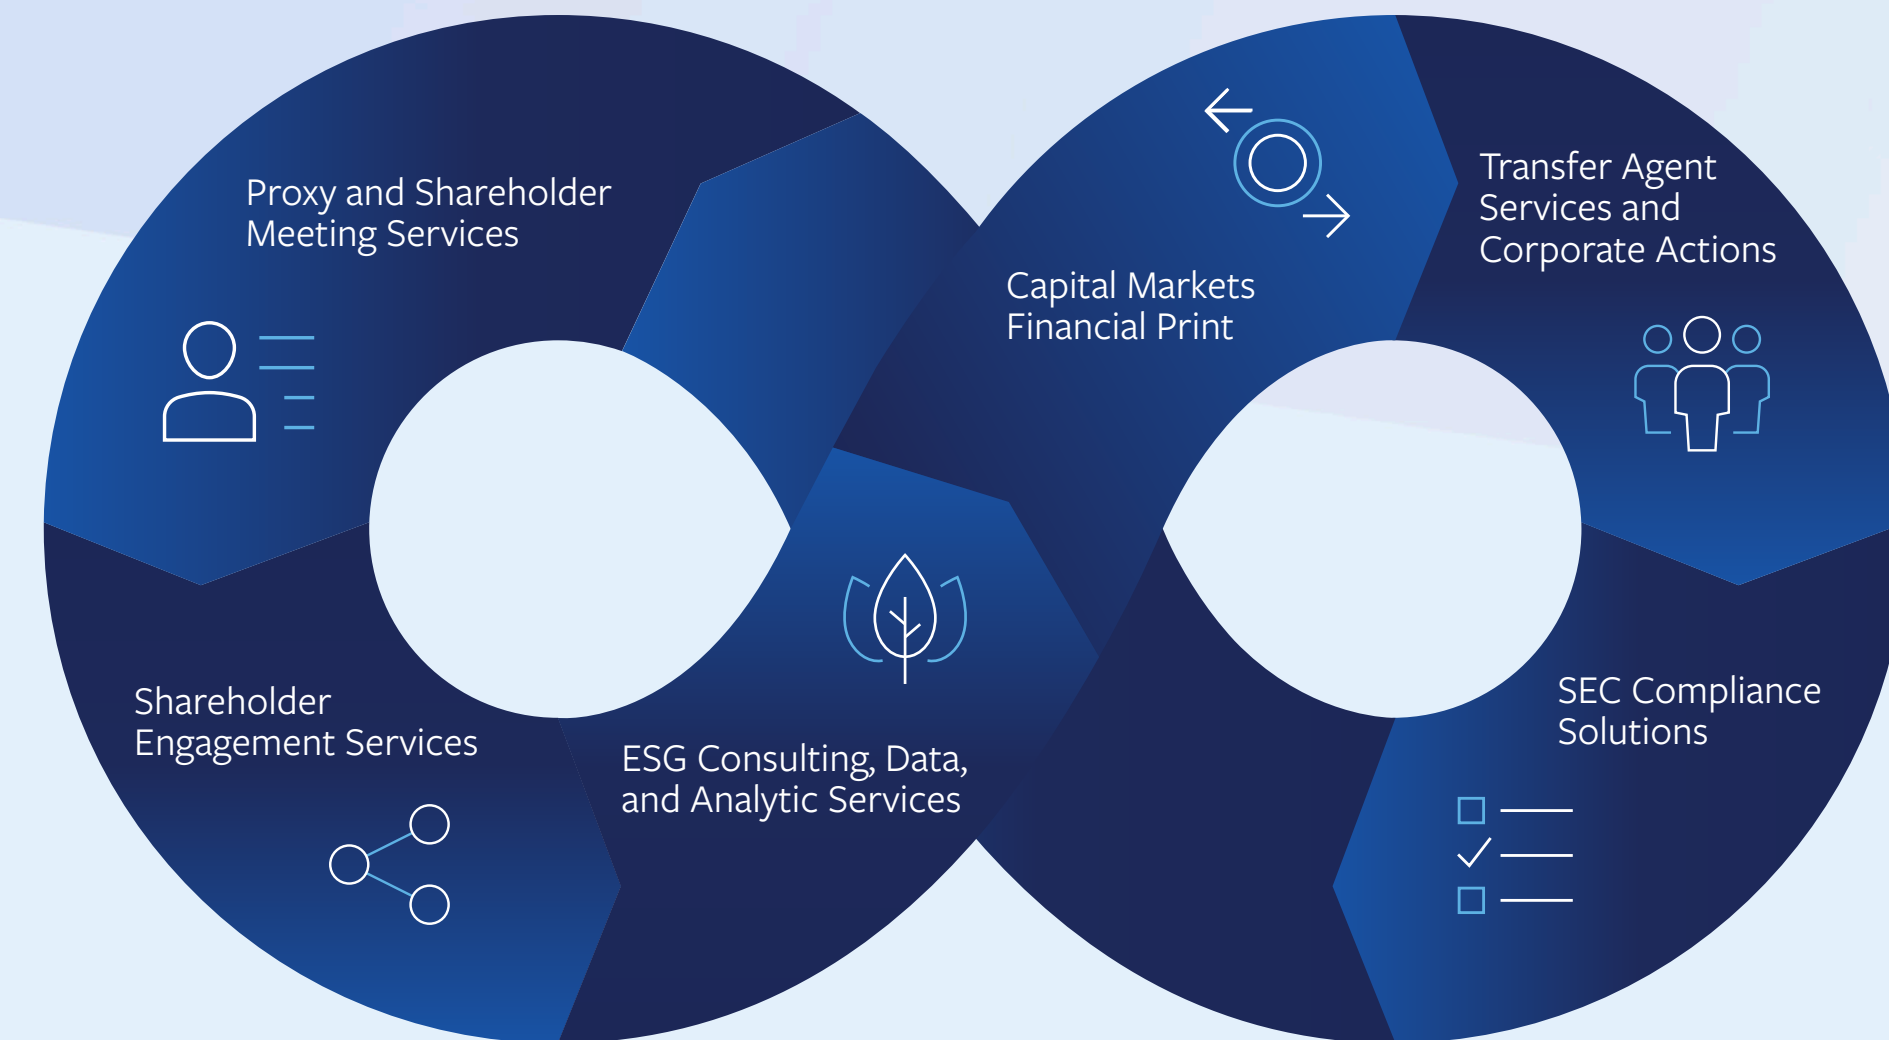 Proxy and Shareholder
Meeting Services
Capital Markets
Financial Print
Transfer Agent
Services and
Corporate Actions
Shareholder
Engagement Services
ESG Consulting, Data,
and Analytic Services
SEC Compliance
Solutions